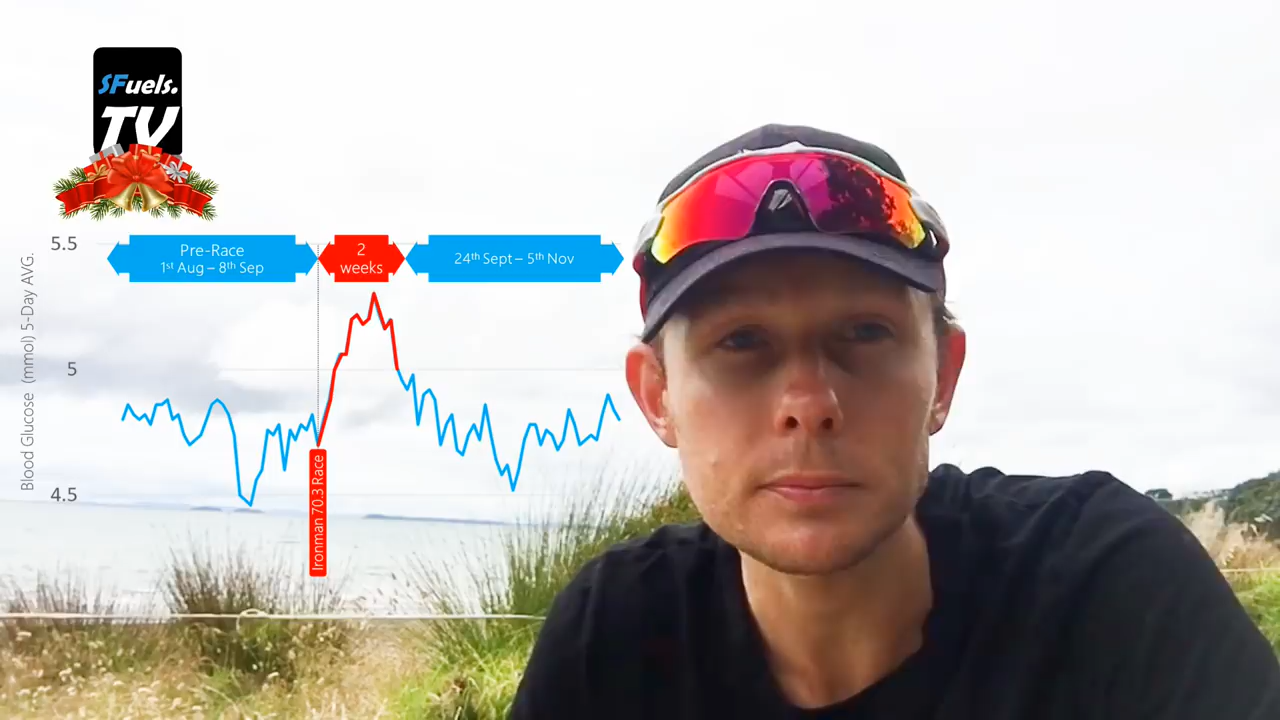 SFuels.
TV
5.5
5
4.5
Blood Glucose (mmol) 5-Day AVG.
Pre-Race
1st Aug – 8th Sep
2
weeks
24th Sept – 5th Nov
Ironman 70.3 Race